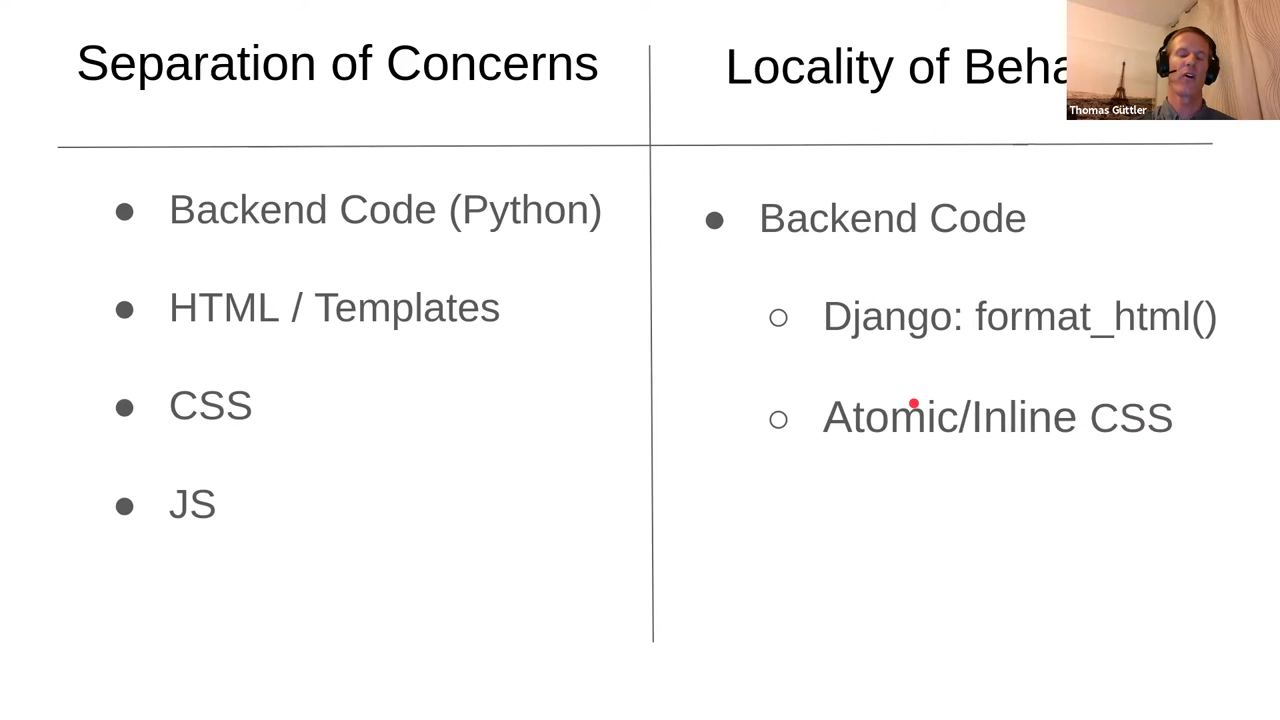 Separation of Concerns
Locality of Beha
Thomas Güttler
● Backend Code (Python)
● HTML / Templates
● CSS
● JS
● Backend Code
○ Django: format_html()
○ Atomic/Inline CSS